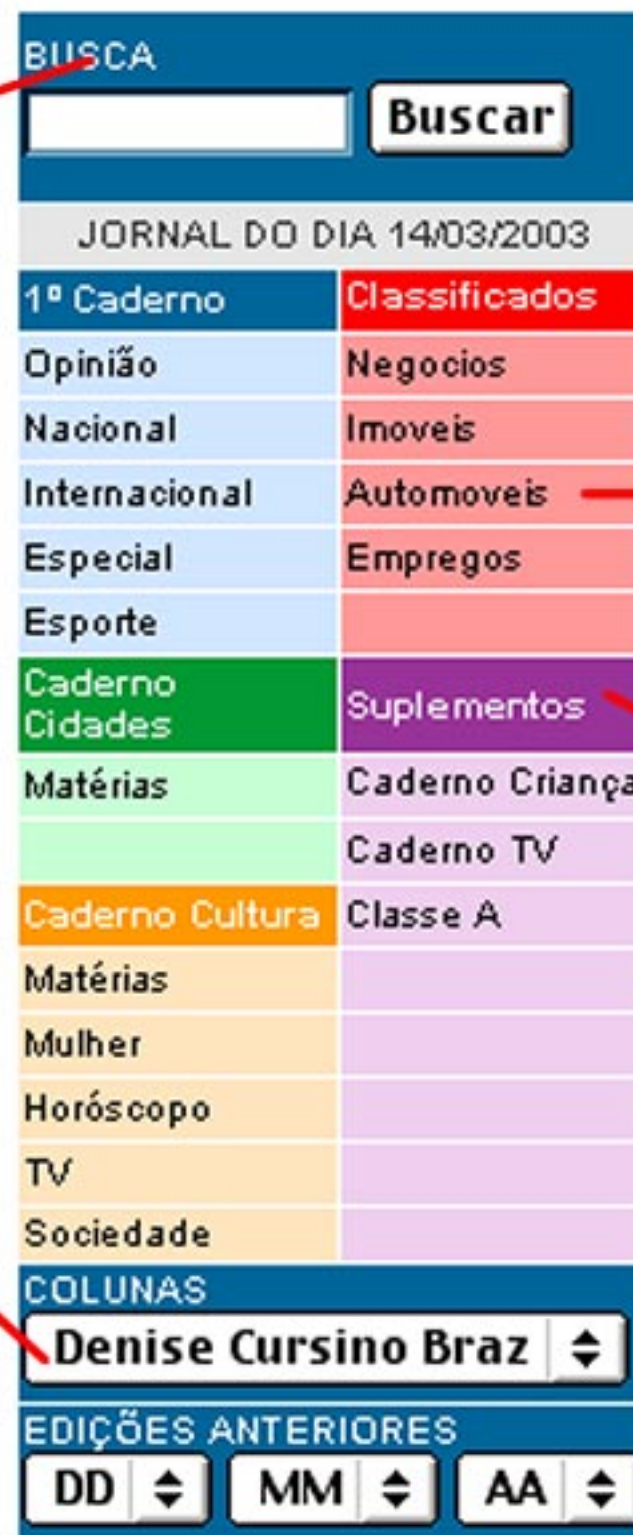 BUSCA
Buscar
JORNAL DO DIA 14/03/2003
1º Caderno
Opinião
Nacional
Internacional
Especial
Esporte
Classificados
Negocios
Imoveis
Automoveis
Empregos
Caderno
Cidades
Matérias
Suplementos
Caderno Criança
Caderno TV
Classe A
Caderno Cultura
Matérias
Mulher
Horóscopo
TV
Sociedade
COLUNAS
Denise Cursino Braz
EDIÇÕES ANTERIORES
DD MM AA